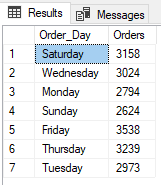 Results Messages
Order_Day Orders
1 Saturday 3158
2 Wednesday 3024
3 Monday 2794
4 Sunday 2624
5 Friday 3538
6 Thursday 3239
7 Tuesday 2973